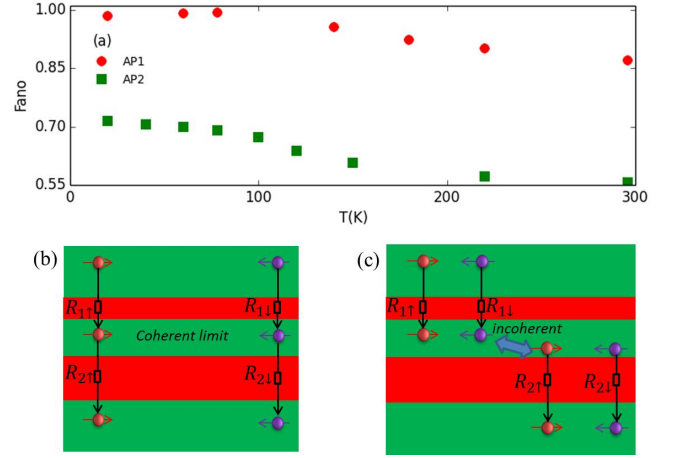 1.00
0.85
0.70
0.55
Fano
(a)
AP1
AP2
0
100
200
300
T(K)
(b)
R1↑
R1↓
Coherent limit
R2↑
R2↓
(c)
R1↑
R1↓
incoherent
R2↑
R2↓